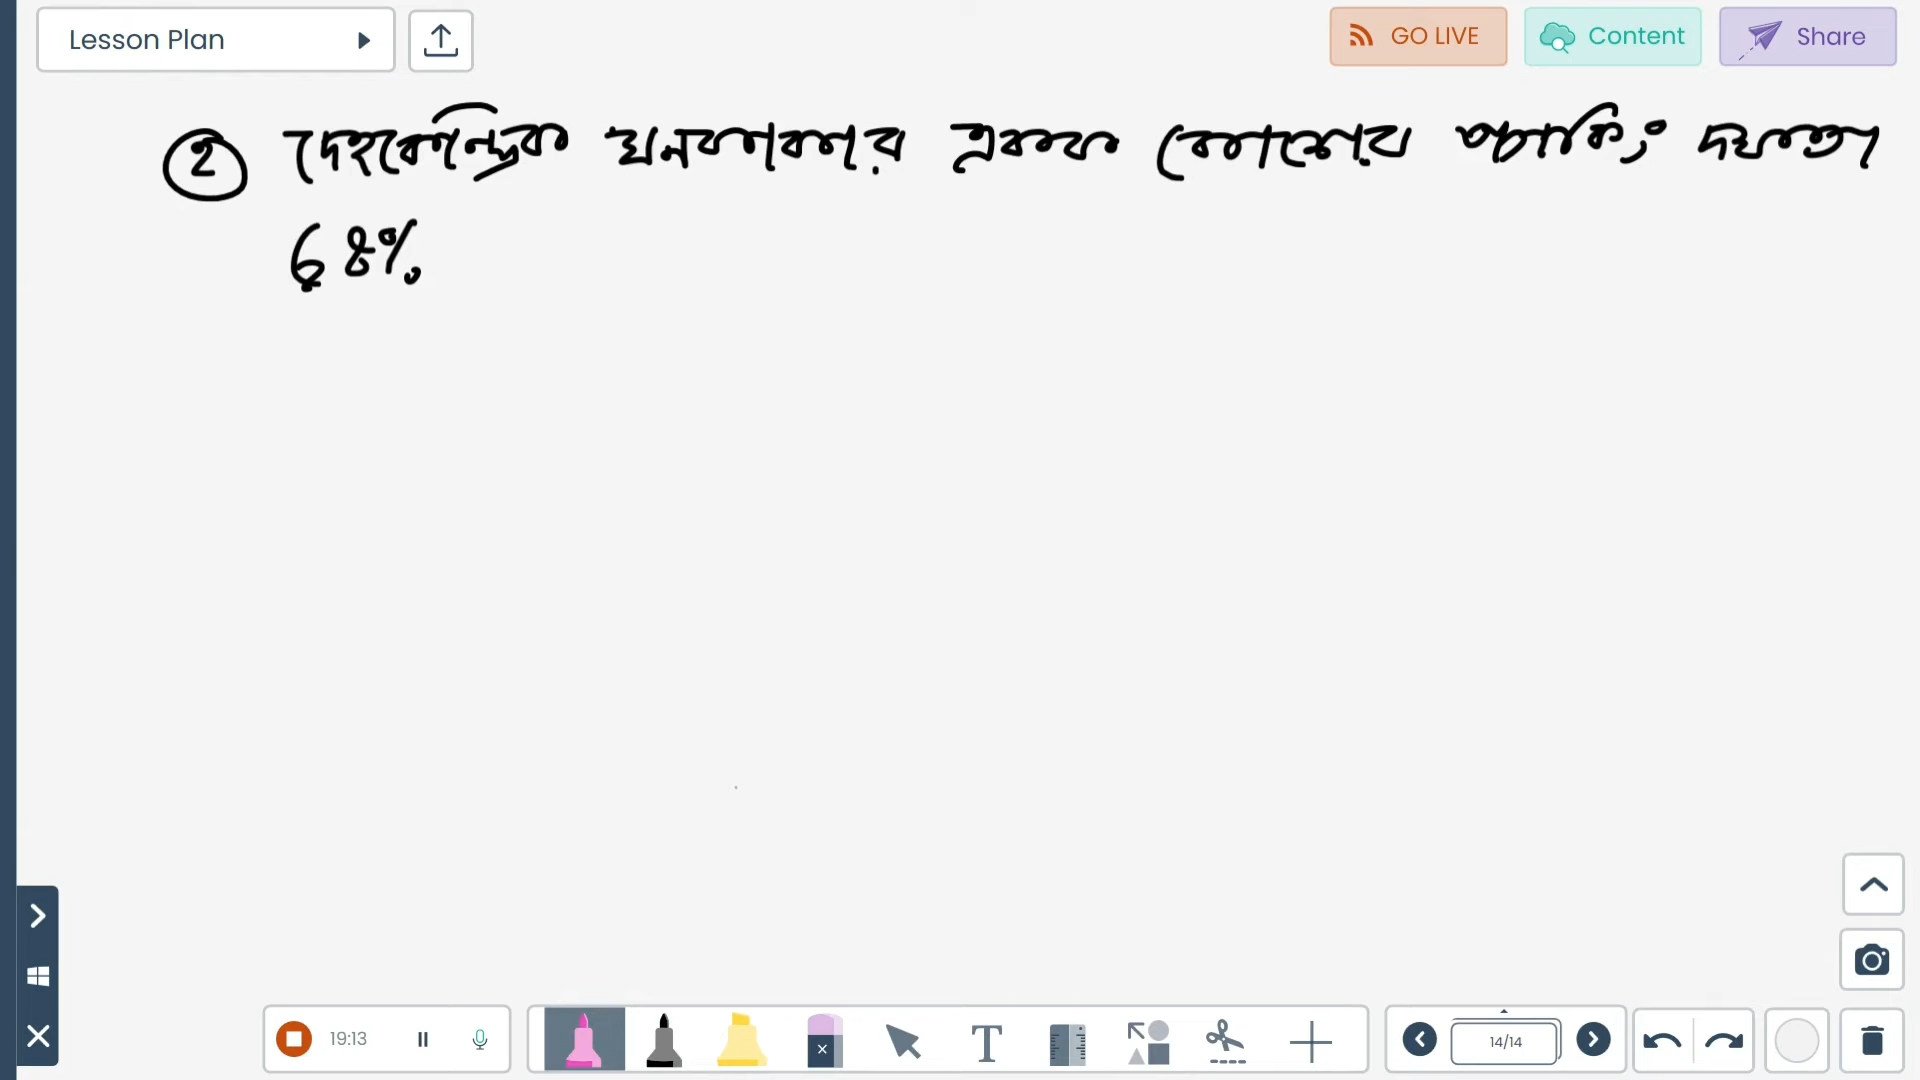 Lesson Plan
GO LIVE
Content
Share
② দেহকেন্দ্রিক ঘনকাকার একক কোশের প্যাকিং দক্ষতা
68%
19:13
14/14